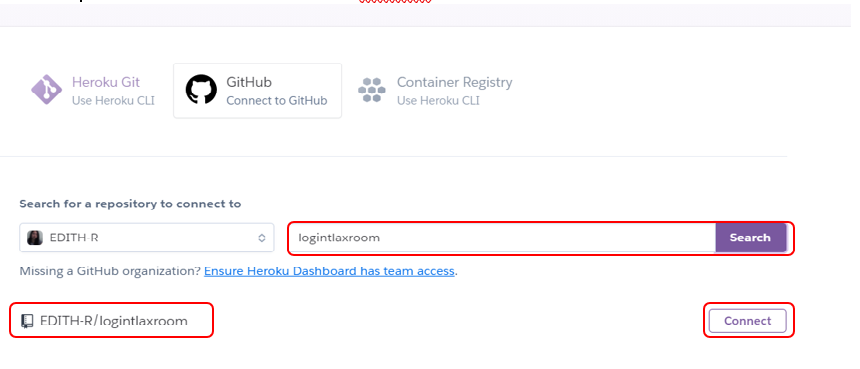 Heroku Git
Use Heroku CLI
GitHub
Connect to GitHub
Container Registry
Use Heroku CLI
Search for a repository to connect to
EDITH-R
logintlaxroom
Search
Missing a GitHub organization? Ensure Heroku Dashboard has team access.
EDITH-R/logintlaxroom
Connect